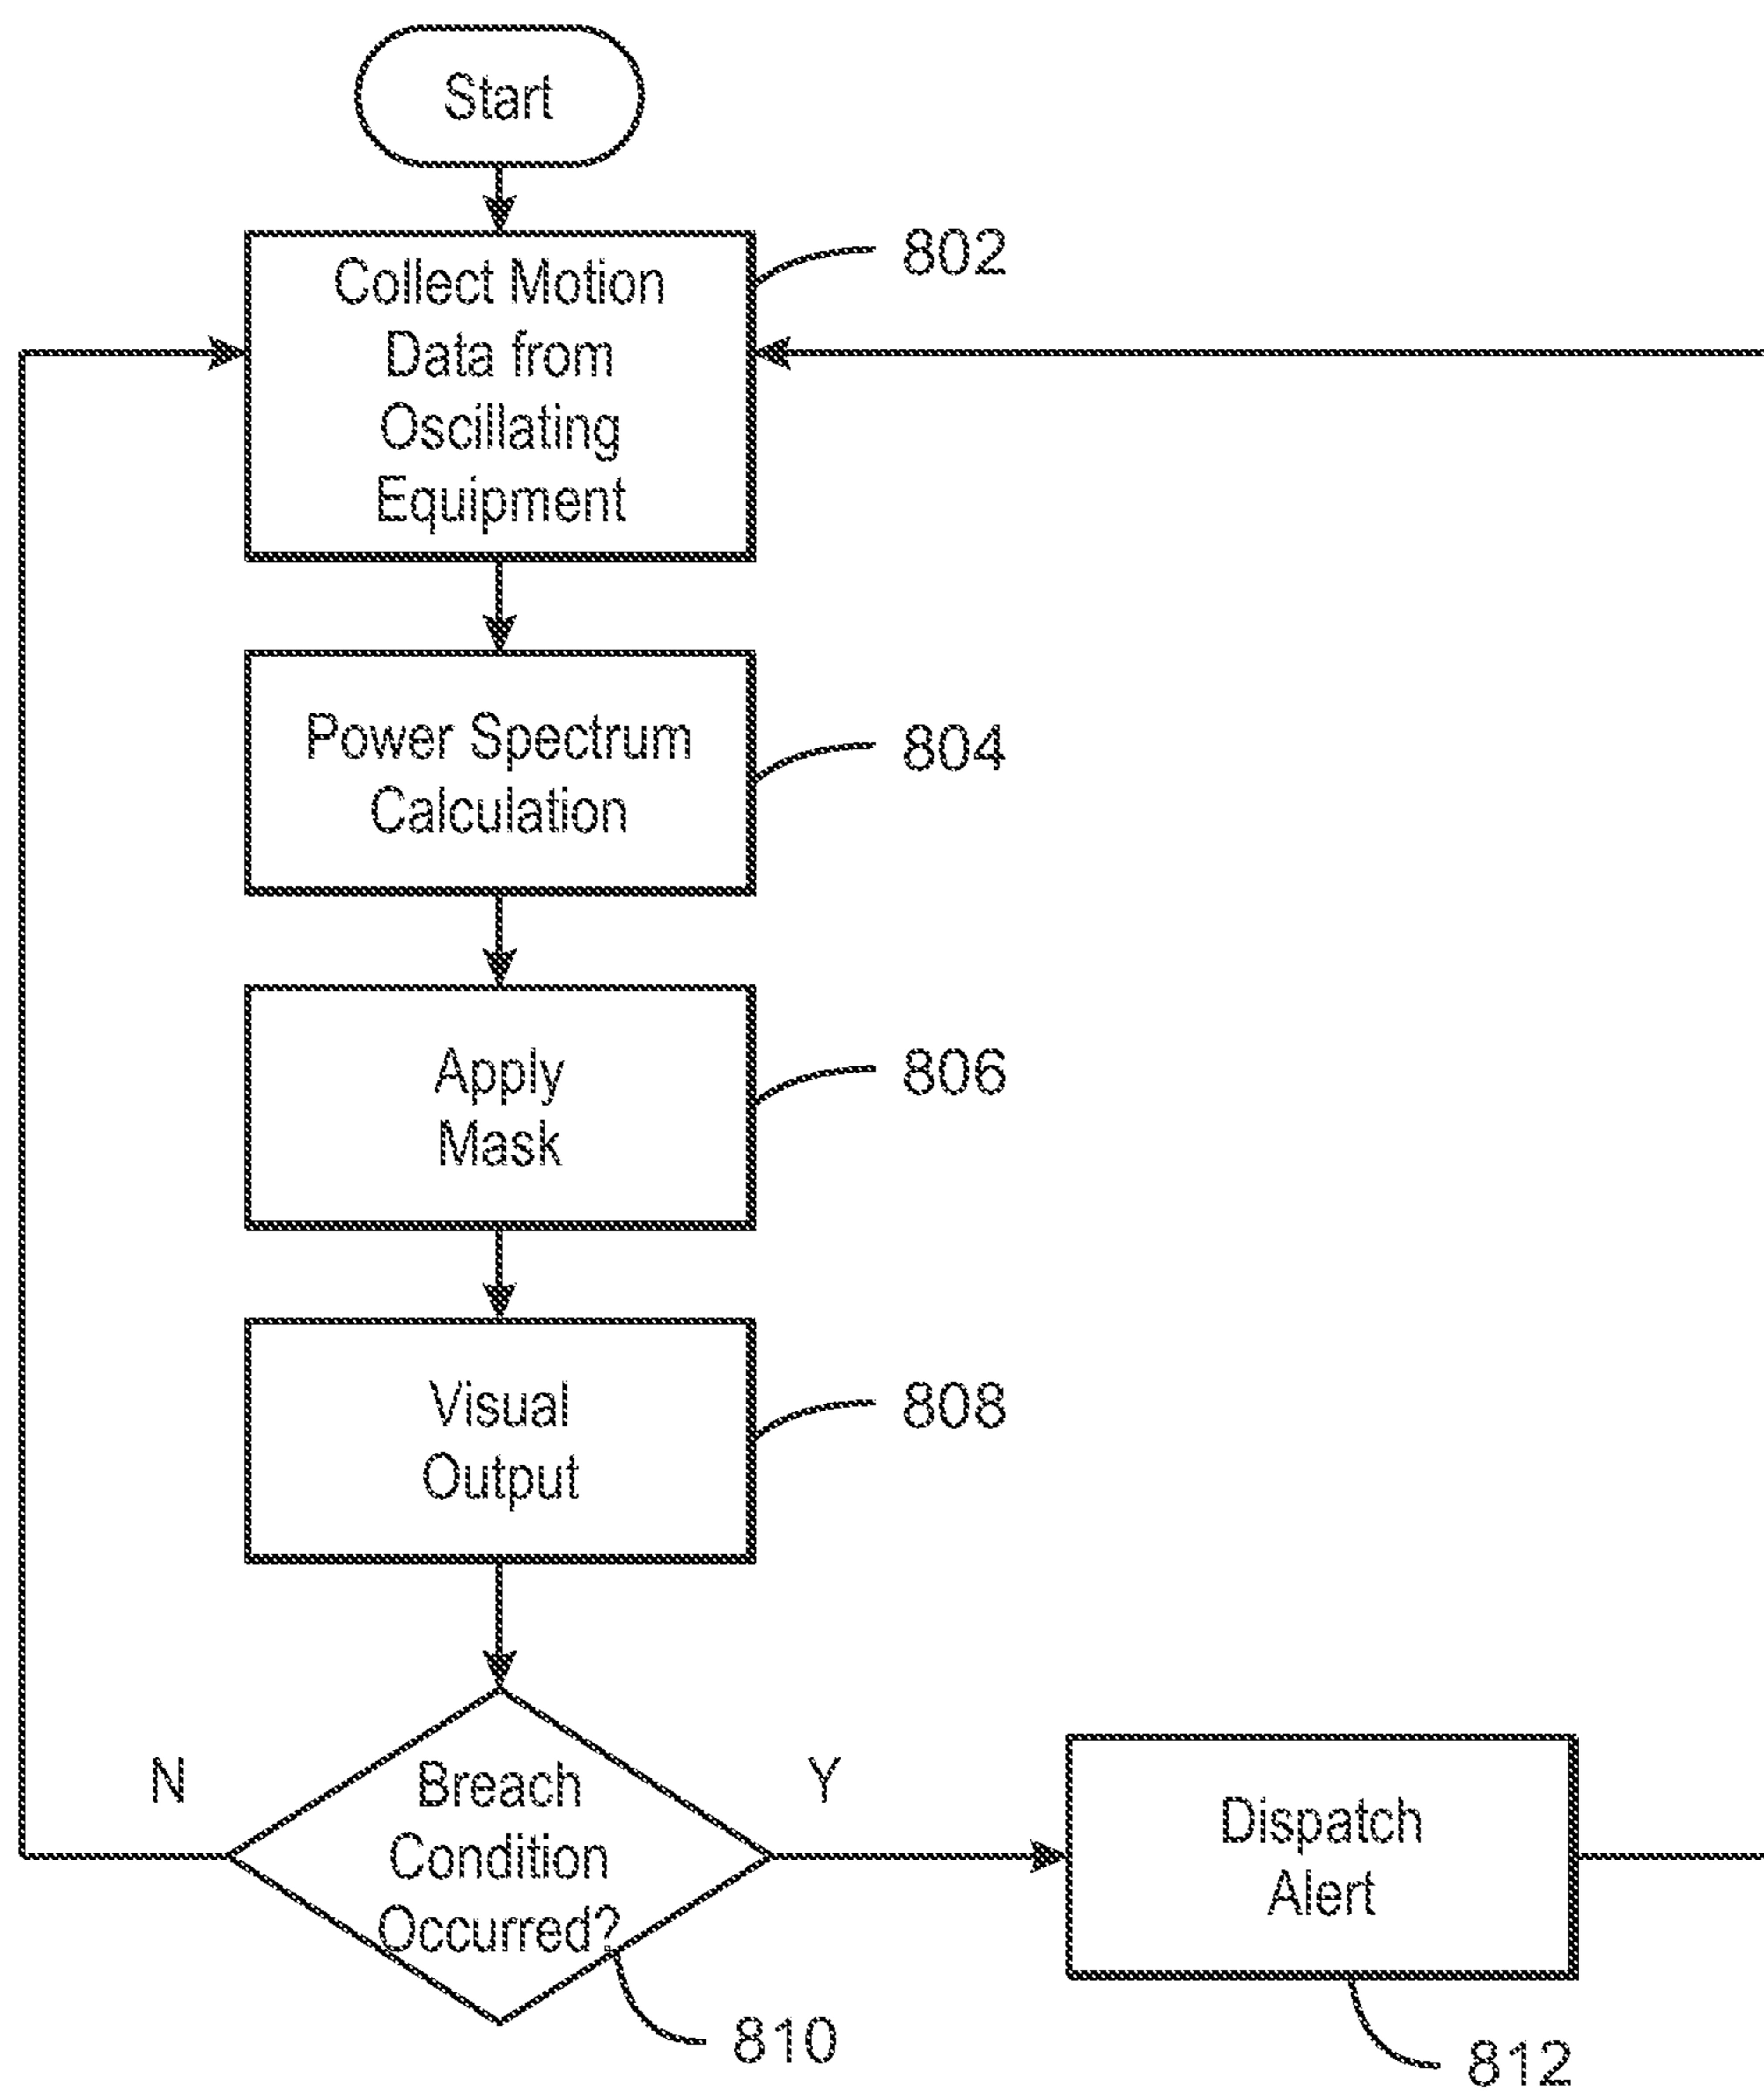 Start
Collect Motion
Data from
Oscillating
Equipment
802
Power Spectrum
Calculation
804
Apply
Mask
806
Visual
Output
808
N
Breach
Condition
Occurred?
Y
810
Dispatch
Alert
812